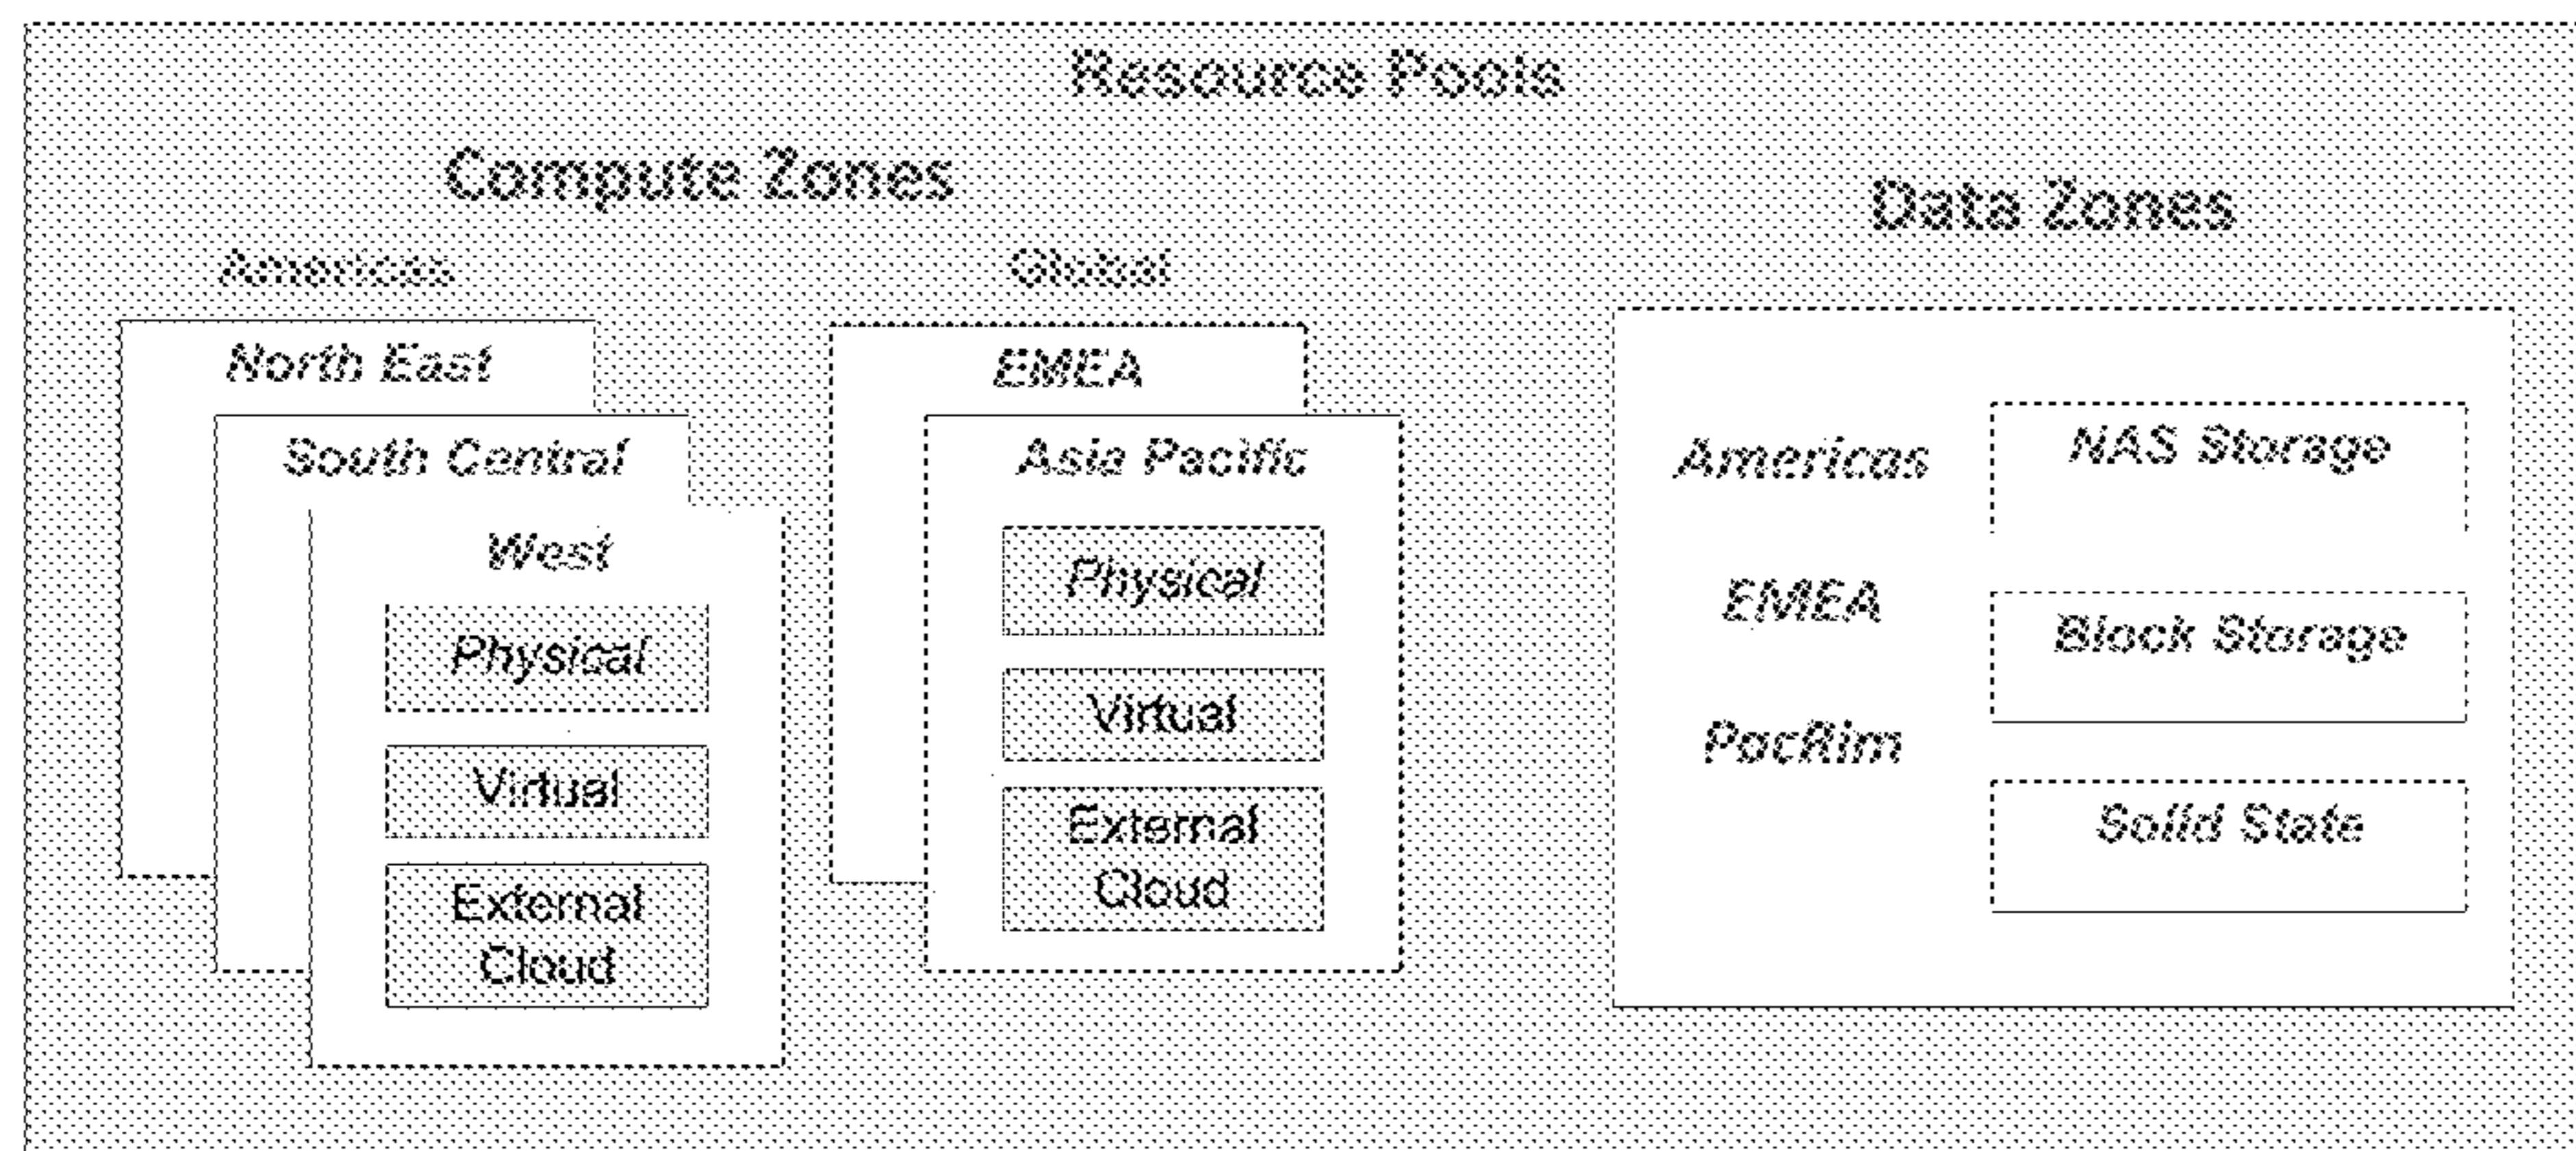 Resource Pools
Compute Zones
Data Zones
Americas
Global
North East
South Central
West
Physical
Virtual
External
Cloud
EMEA
Asia Pacific
Physical
Virtual
External
Cloud
Americas
EMEA
PacRim
NAS Storage
Block Storage
Solid State